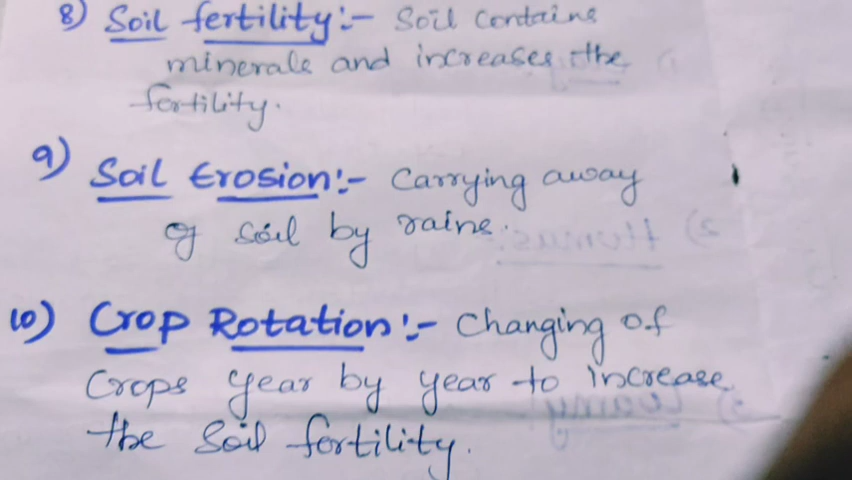 8) Soil fertility:- Soil contains
minerals and increases the
fertility.
9) Soil Erosion:- Carrying away
of soil by rains.
10) Crop Rotation:- Changing of
Crops year by year to increase
the Soil fertility.